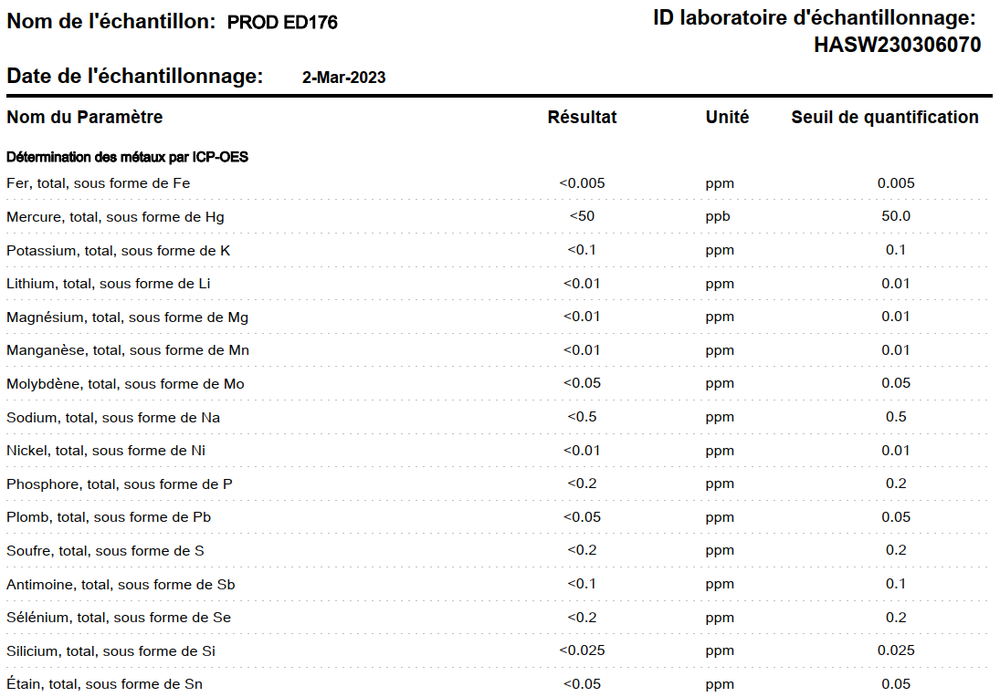 Nom de l'échantillon: PROD ED176
ID laboratoire d'échantillonnage:
HASW230306070
Date de l'échantillonnage: 2-Mar-2023
Nom du Paramètre Résultat Unité Seuil de quantification
Détermination des métaux par ICP-OES
Fer, total, sous forme de Fe <0.005 ppm 0.005
Mercure, total, sous forme de Hg <50 ppb 50.0
Potassium, total, sous forme de K <0.1 ppm 0.1
Lithium, total, sous forme de Li <0.01 ppm 0.01
Magnésium, total, sous forme de Mg <0.01 ppm 0.01
Manganèse, total, sous forme de Mn <0.01 ppm 0.01
Molybdène, total, sous forme de Mo <0.05 ppm 0.05
Sodium, total, sous forme de Na <0.5 ppm 0.5
Nickel, total, sous forme de Ni <0.01 ppm 0.01
Phosphore, total, sous forme de P <0.2 ppm 0.2
Plomb, total, sous forme de Pb <0.05 ppm 0.05
Soufre, total, sous forme de S <0.2 ppm 0.2
Antimoine, total, sous forme de Sb <0.1 ppm 0.1
Sélénium, total, sous forme de Se <0.2 ppm 0.2
Silicium, total, sous forme de Si <0.025 ppm 0.025
Étain, total, sous forme de Sn <0.05 ppm 0.05